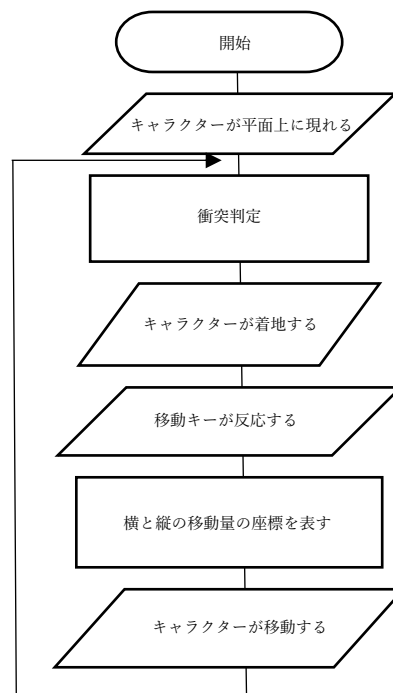 開始
キャラクターが平面上に現れる
衝突判定
キャラクターが着地する
移動キーが反応する
横と縦の移動量の座標を表す
キャラクターが移動する